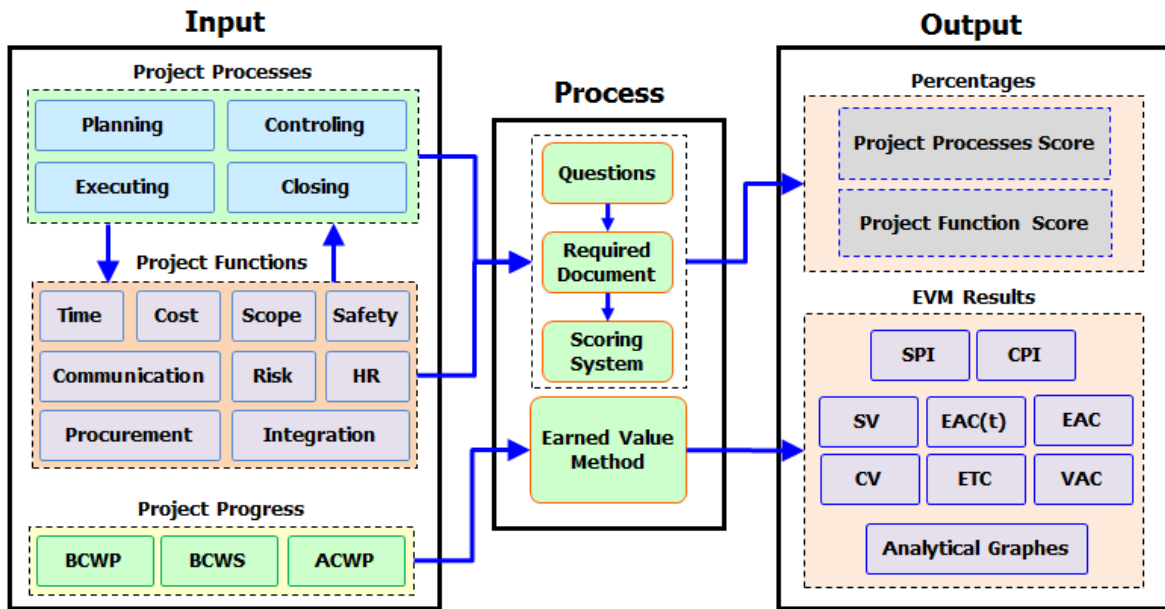 Input
Project Processes
Planning
Controling
Executing
Closing
Project Functions
Time
Cost
Scope
Safety
Communication
Risk
HR
Procurement
Integration
Project Progress
BCWP
BCWS
ACWP
Process
Questions
Required
Document
Scoring
System
Earned Value
Method
Output
Percentages
Project Processes Score
Project Function Score
EVM Results
SPI
CPI
SV
EAC(t)
EAC
CV
ETC
VAC
Analytical Graphes